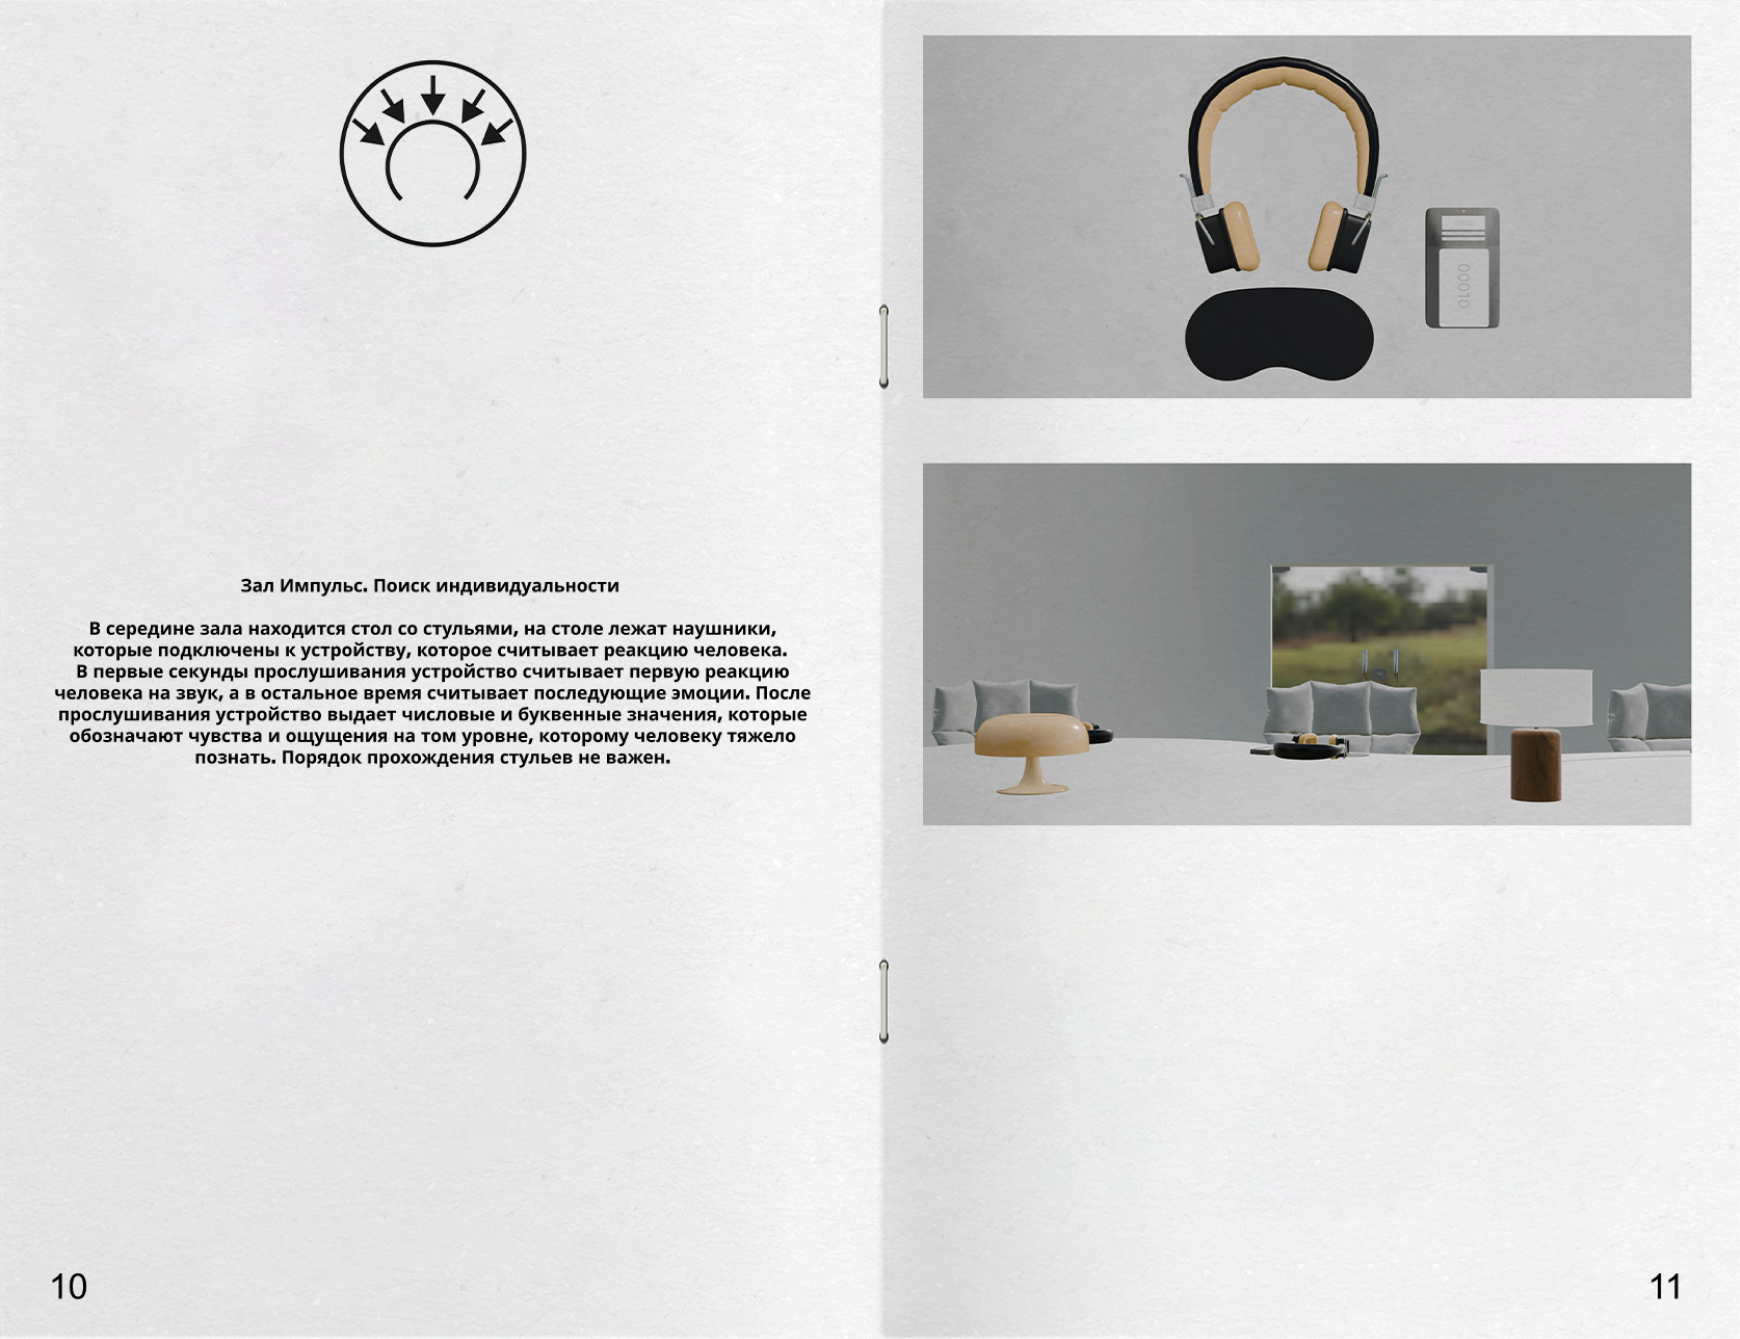 Зал Импульс. Поиск индивидуальности
В середине зала находится стол со стульями, на столе лежат наушники,
которые подключены к устройству, которое считывает реакцию человека.
В первые секунды прослушивания устройство считывает первую реакцию
человека на звук, а в остальное время считывает последующие эмоции. После
прослушивания устройство выдает числовые и буквенные значения, которые
обозначают чувства и ощущения на том уровне, которому человеку тяжело
познать. Порядок прохождения стульев не важен.
10
01000
11